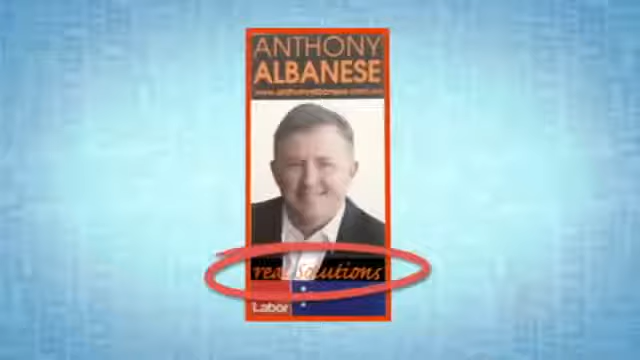 ANTHONY
ALBANESE
www.anthonyalbanese.com.au
real Solutions
Labor